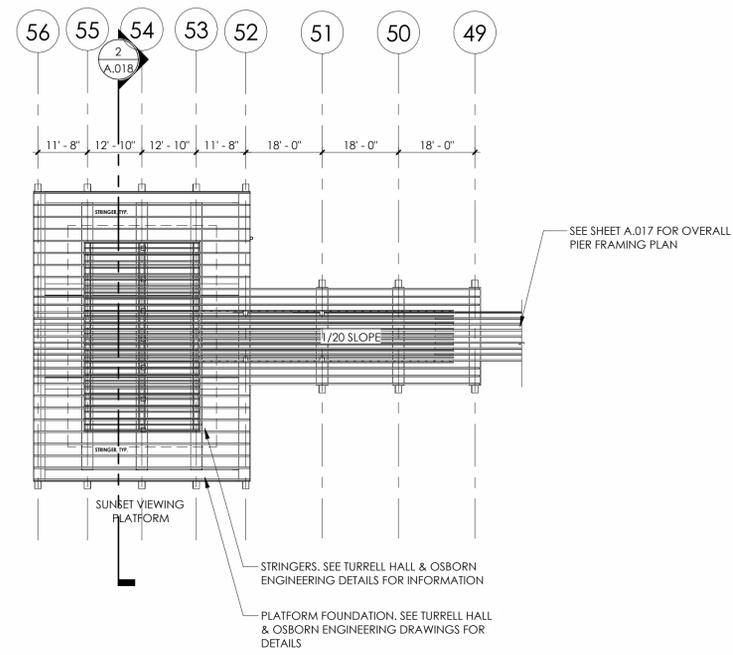 56 55 54 53 52 51 50 49
2
A.018
11' - 8" 12' - 10" 12' - 10" 11' - 8" 18' - 0" 18' - 0" 18' - 0"
STRINGER, TYP.
SEE SHEET A.017 FOR OVERALL
PIER FRAMING PLAN
1/20 SLOPE
STRINGER, TYP.
SUNSET VIEWING
PLATFORM
STRINGERS. SEE TURRELL HALL & OSBORN
ENGINEERING DETAILS FOR INFORMATION
PLATFORM FOUNDATION. SEE TURRELL HALL
& OSBORN ENGINEERING DRAWINGS FOR
DETAILS